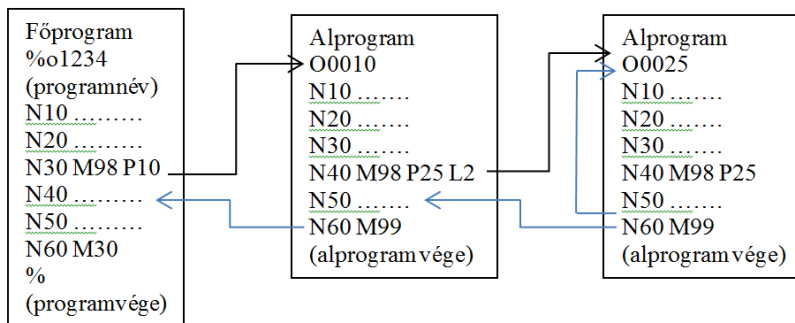 Főprogram
%o1234
(programnév)
N10 ………
N20 ………
N30 M98 P10
N40 ………
N50 ………
N60 M30
%
(programvége)
Alprogram
O0010
N10 ….….
N20 ….….
N30 ….….
N40 M98 P25 L2
N50 ….….
N60 M99
(alprogram vége)
Alprogram
O0025
N10 ….….
N20 ….….
N30 ….….
N40 M98 P25
N50 ….….
N60 M99
(alprogram vége)